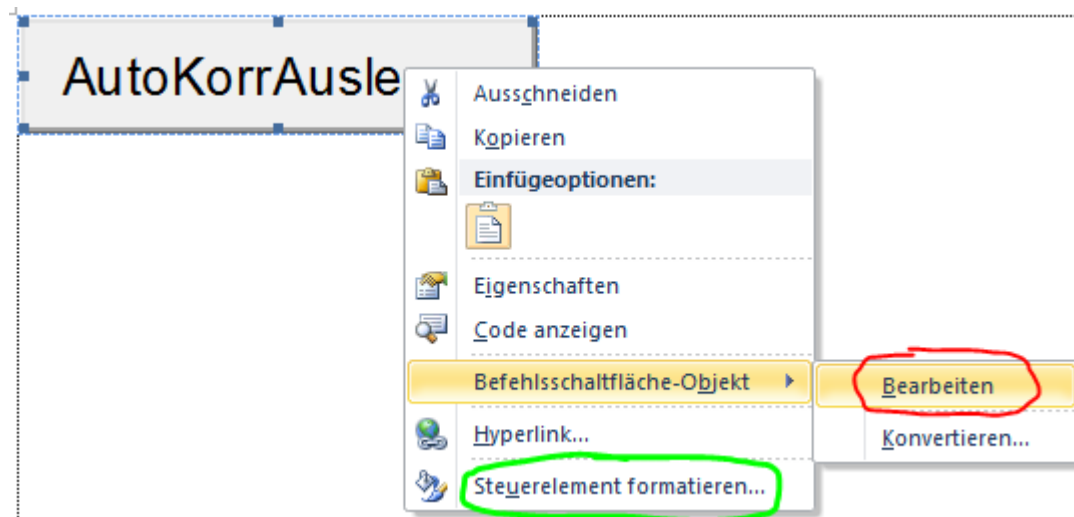 AutoKorrAusle
Ausschneiden
Kopieren
Einfügeoptionen:
Eigenschaften
Code anzeigen
Befehlsschaltfläche-Objekt
Bearbeiten
Hyperlink...
Konvertieren...
Steuerelement formatieren...